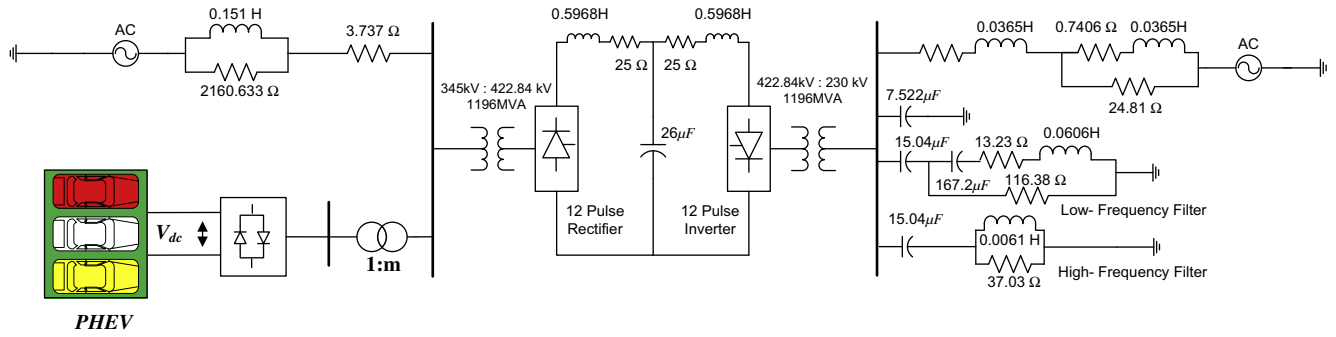 0.151 H
AC
3.737 Ω
2160.633 Ω
345kV : 422.84 kV
1196MVA
0.5968H
0.5968H
25 Ω
25 Ω
26μF
12 Pulse
Rectifier
12 Pulse
Inverter
422.84kV : 230 kV
1196MVA
0.0365H
0.7406 Ω
0.0365H
AC
24.81 Ω
7.522μF
15.04μF
13.23 Ω
0.0606H
167.2μF
116.38 Ω
Low- Frequency Filter
15.04μF
0.0061 H
37.03 Ω
High- Frequency Filter
Vdc
1:m
PHEV